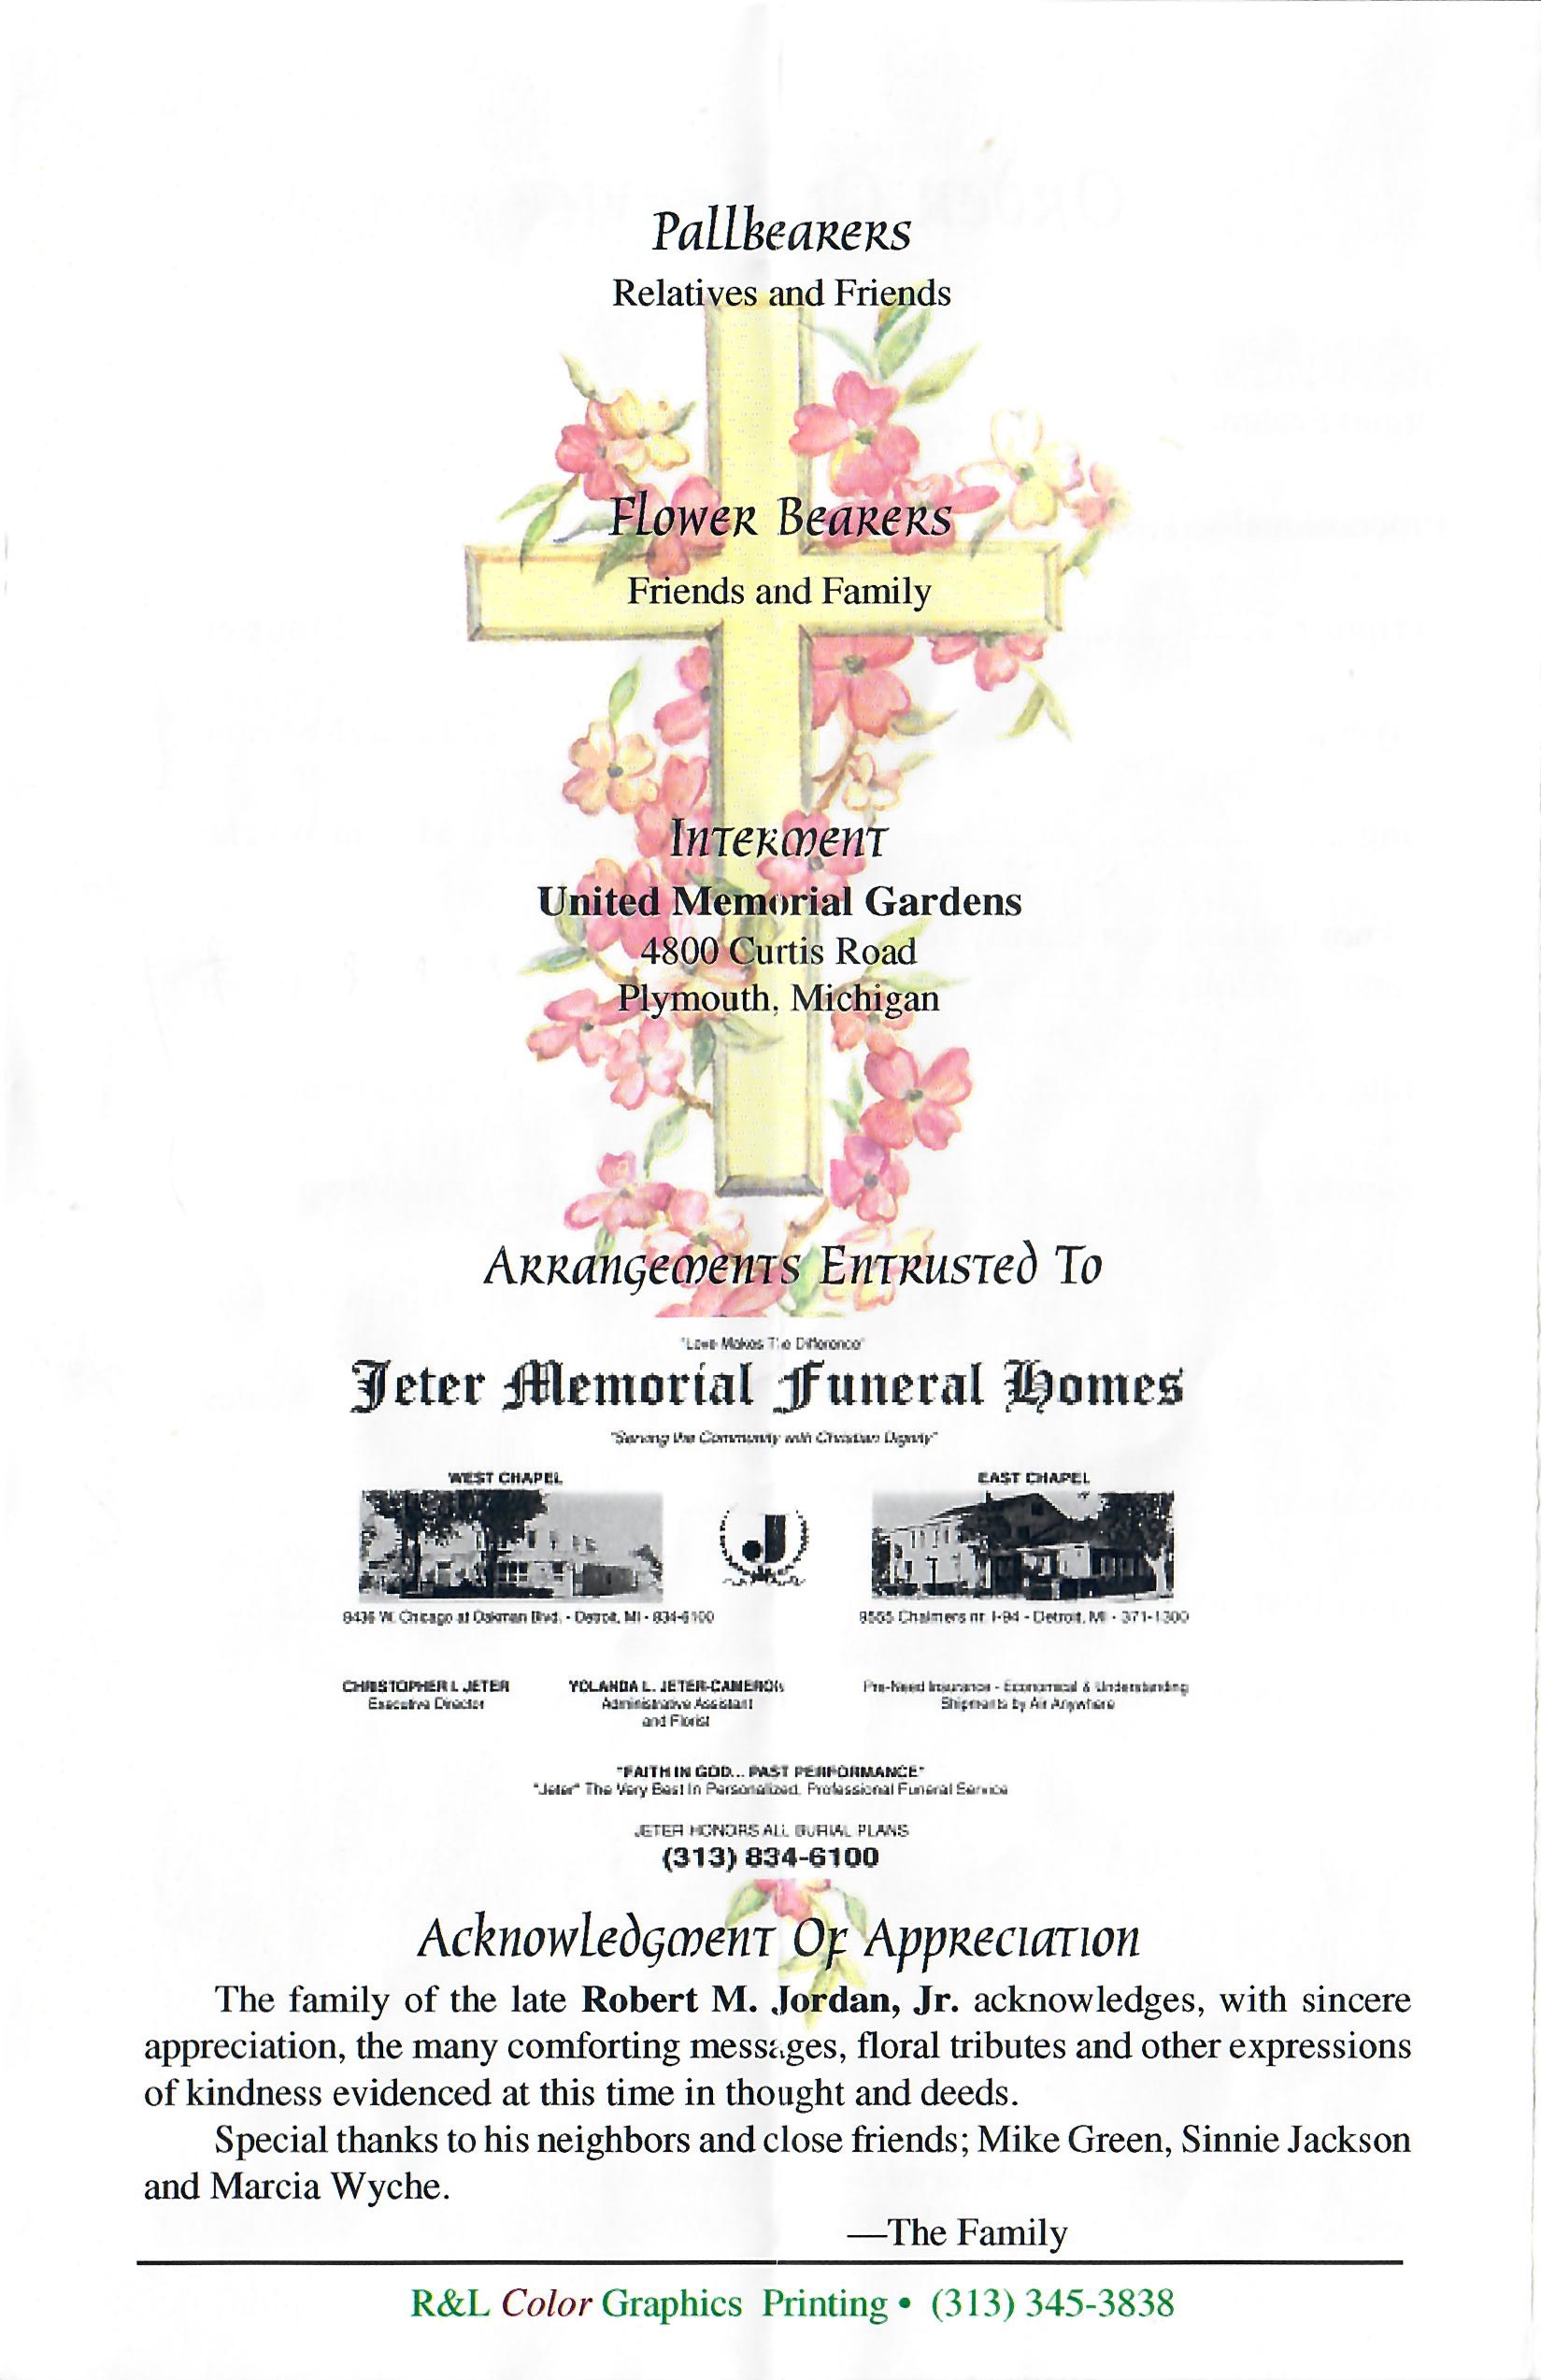 Pallbearers
Relatives and Friends
Flower Bearers
Friends and Family
Interment
United Memorial Gardens
4800 Curtis Road
Plymouth, Michigan
Arrangements Entrusted To
"Love Makes The Difference"
Jeter Memorial Funeral Homes
"Serving the Community with Christian Dignity"
WEST CHAPEL
EAST CHAPEL
J
W. Chicago at Oakman Blvd. - Detroit, MI - 834-6100
9555 Chalmers nr. I-94 - Detroit, MI - 371-1300
CHRISTOPHER L. JETER
Executive Director
YOLANDA L. JETER-CAMERON
Administrative Assistant
and Florist
Pre-Need Insurance - Economical & Understanding
Shipments by Air Anywhere
"FAITH IN GOD... PAST PERFORMANCE"
"Jeter" The Very Best In Personalized, Professional Funeral Service
JETER HONORS ALL BURIAL PLANS
(313) 834-6100
Acknowledgment Of Appreciation
The family of the late Robert M. Jordan, Jr. acknowledges, with sincere
appreciation, the many comforting messages, floral tributes and other expressions
of kindness evidenced at this time in thought and deeds.
Special thanks to his neighbors and close friends; Mike Green, Sinnie Jackson
and Marcia Wyche.
—The Family
R&L Color Graphics Printing • (313) 345-3838